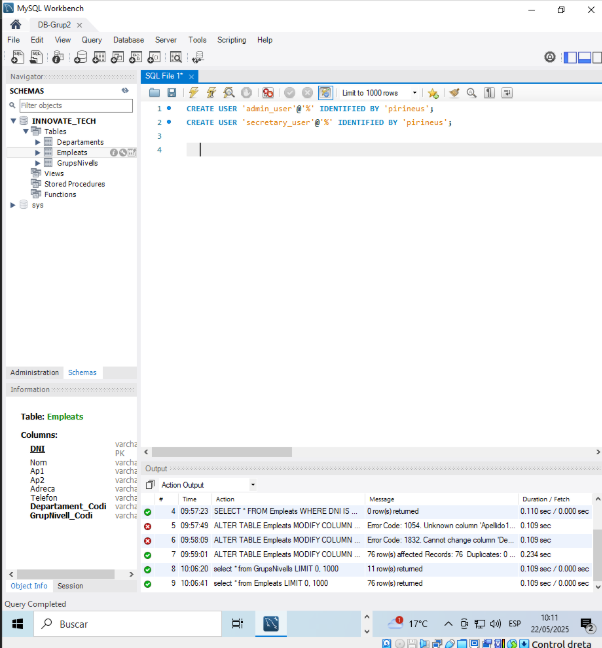 MySQL Workbench
DB-Grup2 ×
File Edit View Query Database Server Tools Scripting Help
Navigator
SCHEMAS
Filter objects
INNOVATE_TECH
Tables
Departaments
Empleats
GrupsNivells
Views
Stored Procedures
Functions
sys
Administration Schemas
Information
Table: Empleats
Columns:
DNI varcha
PK
Nom varcha
Ap1 varcha
Ap2 varcha
Adreca varcha
Telefon varcha
Departament_Codi varcha
GrupNivell_Codi varcha
Object Info Session
SQL File 1* ×
Limit to 1000 rows
1 CREATE USER 'admin_user'@'%' IDENTIFIED BY 'pirineus';
2 CREATE USER 'secretary_user'@'%' IDENTIFIED BY 'pirineus';
3
4
Output
Action Output
# Time Action Message Duration / Fetch
4 09:57:23 SELECT * FROM Empleats WHERE DNI IS ... 0 row(s) returned 0.110 sec / 0.000 sec
5 09:57:49 ALTER TABLE Empleats MODIFY COLUMN ... Error Code: 1054. Unknown column 'Apellido1... 0.109 sec
6 09:58:09 ALTER TABLE Empleats MODIFY COLUMN ... Error Code: 1832. Cannot change column 'De... 0.109 sec
7 09:59:01 ALTER TABLE Empleats MODIFY COLUMN ... 76 row(s) affected Records: 76 Duplicates: 0 ... 0.234 sec
8 10:06:20 select * from GrupsNivells LIMIT 0, 1000 11 row(s) returned 0.109 sec / 0.000 sec
9 10:06:41 select * from Empleats LIMIT 0, 1000 76 row(s) returned 0.109 sec / 0.000 sec
Query Completed
Buscar
17°C
ESP
10:11
22/05/2025
2
Control dreta